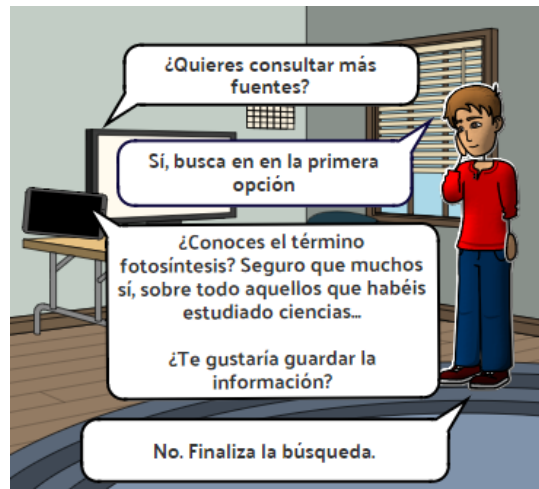 ¿Quieres consultar más
fuentes?
Sí, busca en en la primera
opción
¿Conoces el término
fotosíntesis? Seguro que muchos
sí, sobre todo aquellos que habéis
estudiado ciencias...
¿Te gustaría guardar la
información?
No. Finaliza la búsqueda.